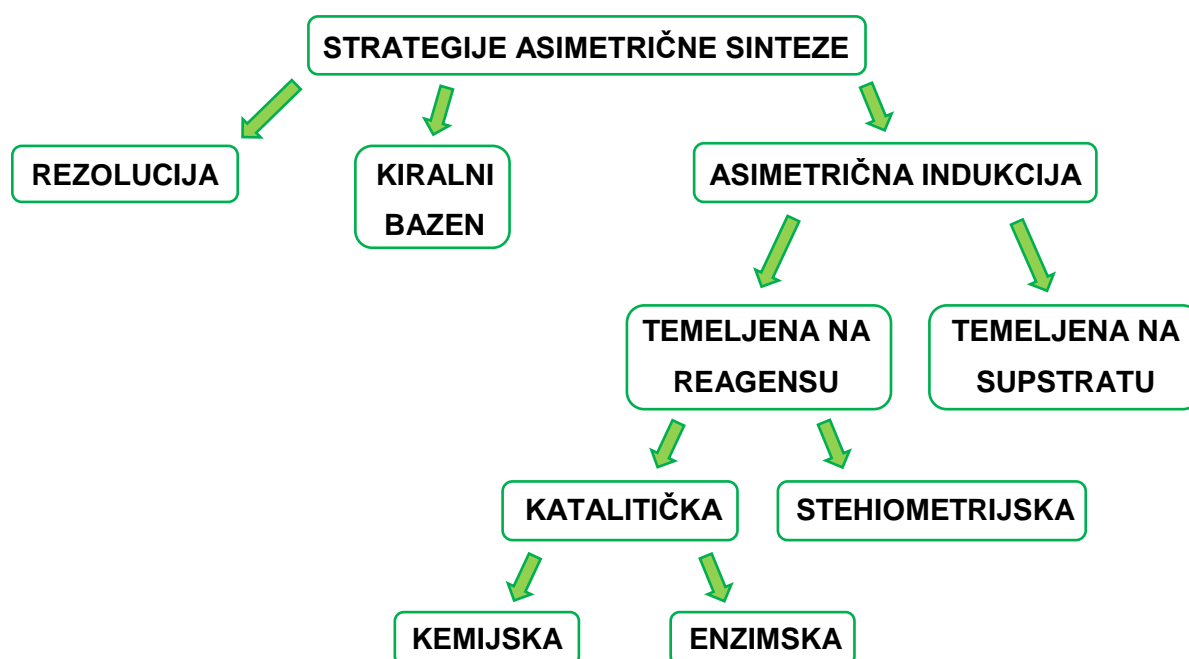 STRATEGIJE ASIMETRIČNE SINTEZE
REZOLUCIJA
KIRALNI
BAZEN
ASIMETRIČNA INDUKCIJA
TEMELJENA NA
REAGENSU
TEMELJENA NA
SUPSTRATU
KATALITIČKA
STEHIOMETRIJSKA
KEMIJSKA
ENZIMSKA